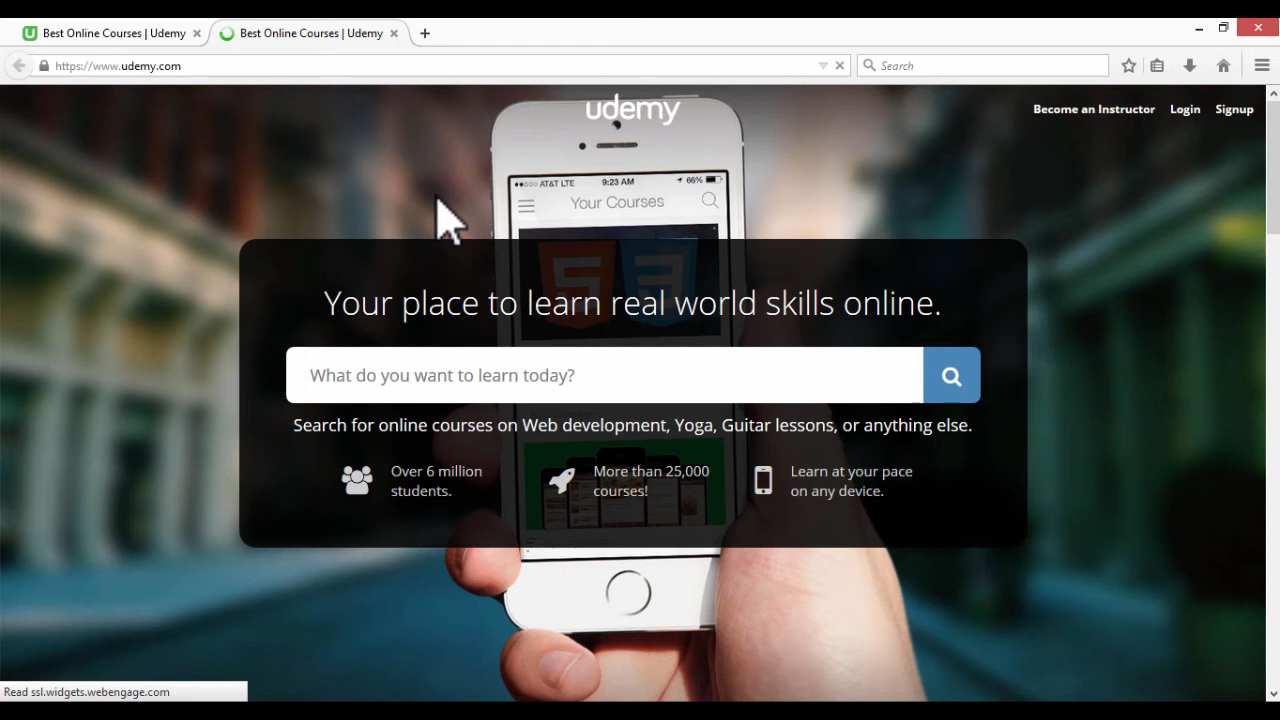 Best Online Courses | Udemy
Best Online Courses | Udemy
https://www.udemy.com
Search
udemy
Become an Instructor
Login
Signup
AT&T LTE
9:23 AM
66%
Your Courses
Your place to learn real world skills online.
What do you want to learn today?
Search for online courses on Web development, Yoga, Guitar lessons, or anything else.
Over 6 million
students.
More than 25,000
courses!
Learn at your pace
on any device.
Read ssl.widgets.webengage.com